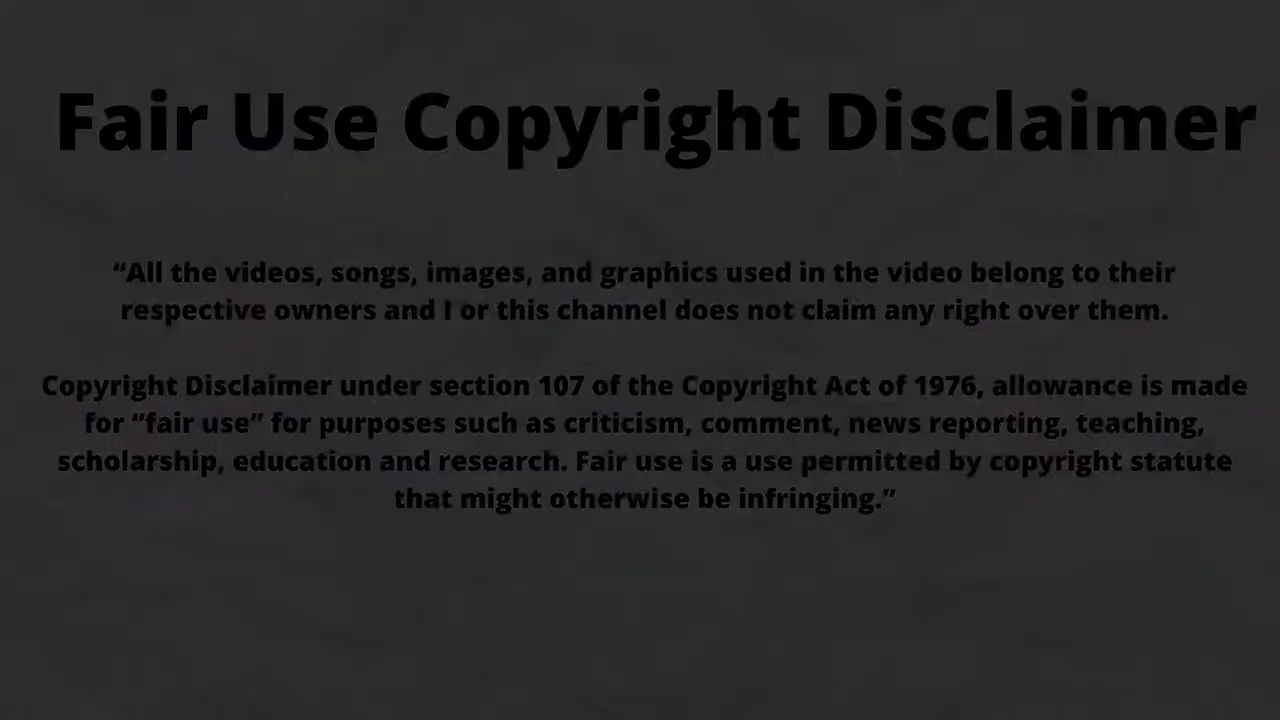 Fair Use Copyright Disclaimer
“All the videos, songs, images, and graphics used in the video belong to their
respective owners and I or this channel does not claim any right over them.
Copyright Disclaimer under section 107 of the Copyright Act of 1976, allowance is made
for “fair use” for purposes such as criticism, comment, news reporting, teaching,
scholarship, education and research. Fair use is a use permitted by copyright statute
that might otherwise be infringing.”